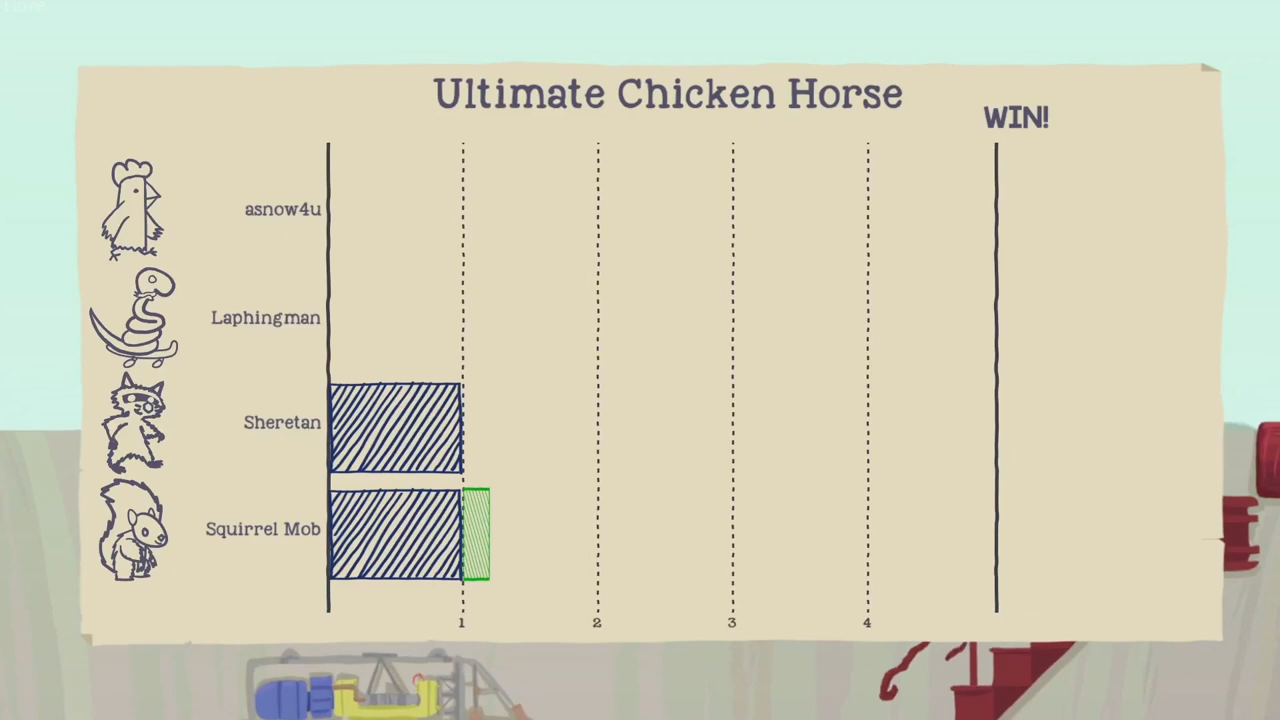 Ultimate Chicken Horse
WIN!
asnow4u
Laphingman
Sheretan
Squirrel Mob
1 2 3 4